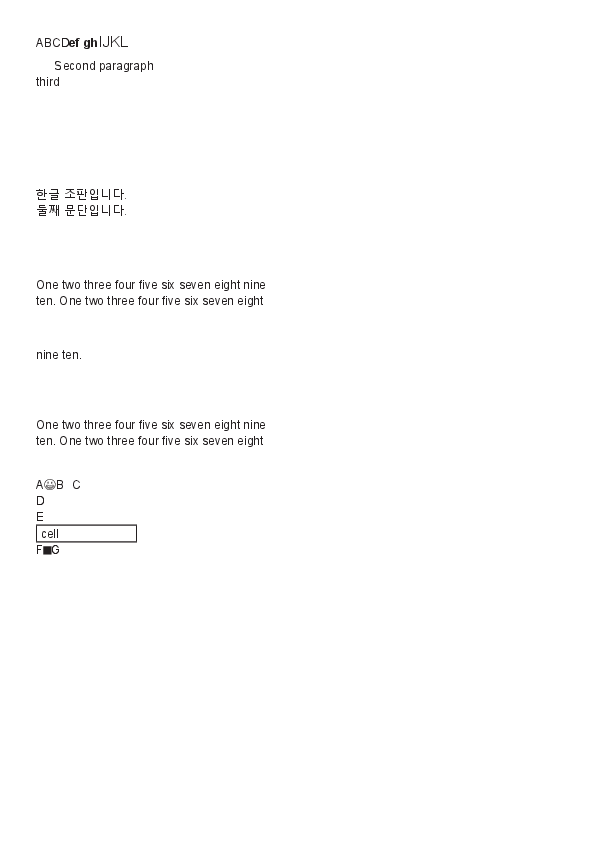 ABCDef ghIJKL
Second paragraph
third
한글 조판입니다.
둘째 문단입니다.
One two three four five six seven eight nine
ten. One two three four five six seven eight
nine ten.
One two three four five six seven eight nine
ten. One two three four five six seven eight
A😀B C
D
E
cell
F■G